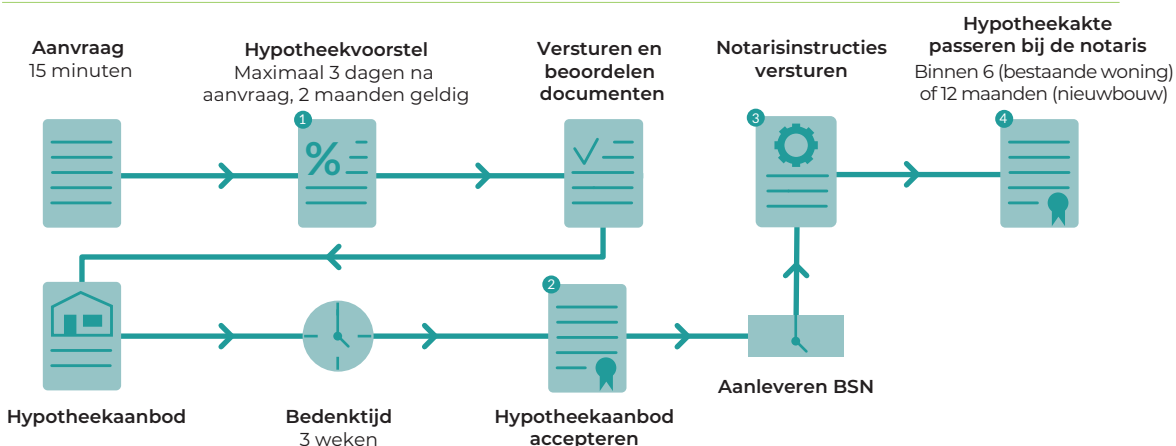 Aanvraag
15 minuten
Hypotheekvoorstel
Maximaal 3 dagen na
aanvraag, 2 maanden geldig
Versturen en
beoordelen
documenten
Notarisinstructies
versturen
Hypotheekakte
passeren bij de notaris
Binnen 6 (bestaande woning)
of 12 maanden (nieuwbouw)
1
%
3
4
2
Hypotheekaanbod
Bedenktijd
3 weken
Hypotheekaanbod
accepteren
Aanleveren BSN